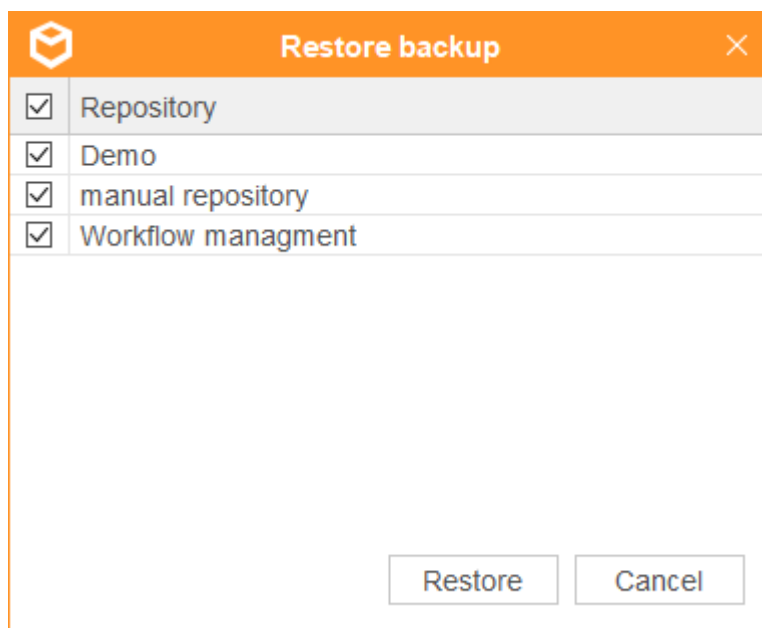 Restore backup
Repository
Demo
manual repository
Workflow managment
Restore Cancel